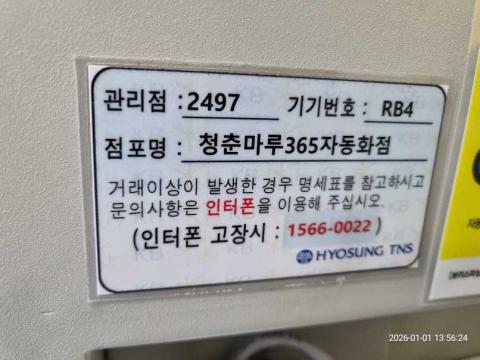 관리점 : 2497 기기번호 : RB4
점포명 : 청춘마루365자동화점
거래이상이 발생한 경우 명세표를 참고하시고
문의사항은 인터폰을 이용해 주십시오.
(인터폰 고장시 : 1566-0022 )
HYOSUNG TNS
2026-01-01 13:56:24